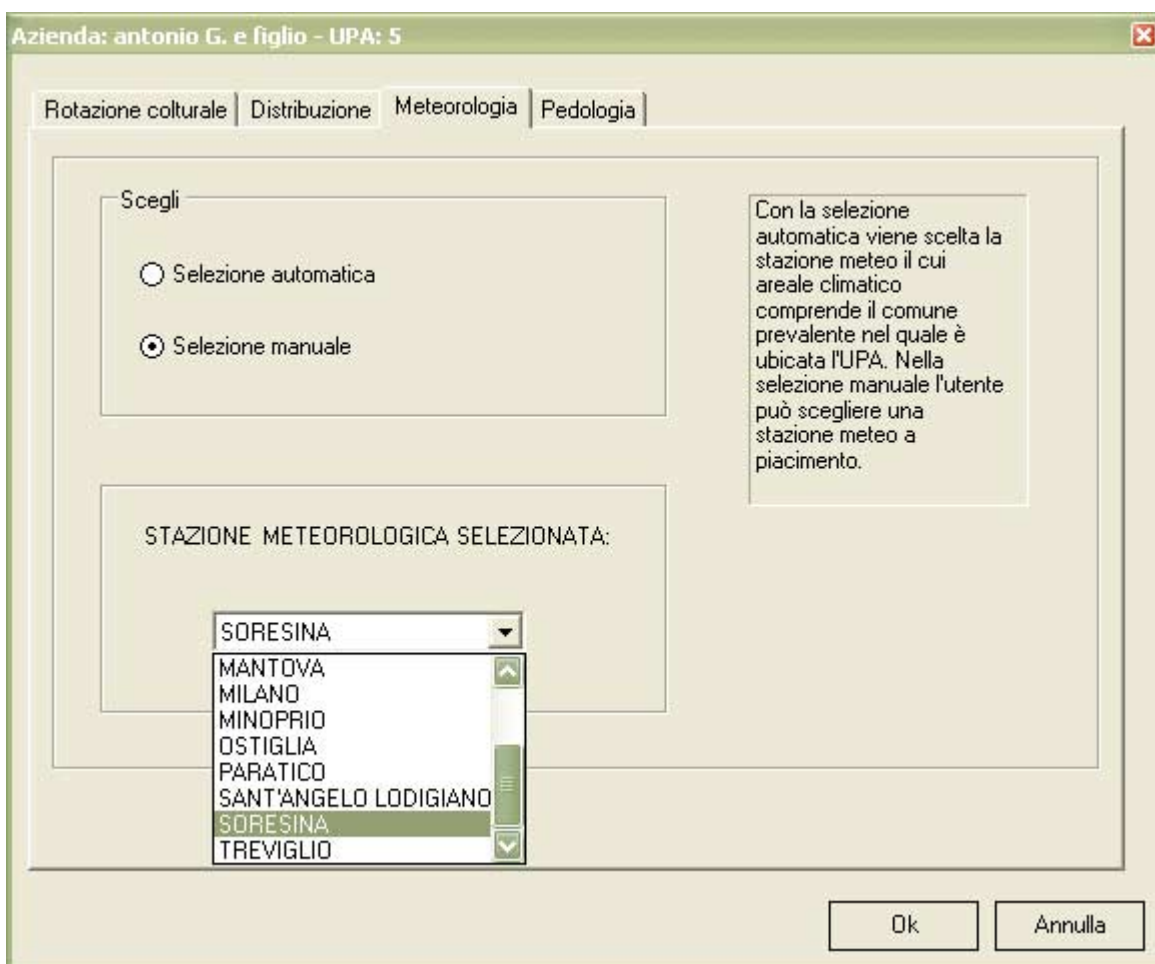 Azienda: antonio G. e figlio - UPA: 5
Rotazione colturale
Distribuzione
Meteorologia
Pedologia
Scegli
Selezione automatica
Selezione manuale
Con la selezione
automatica viene scelta la
stazione meteo il cui
areale climatico
comprende il comune
prevalente nel quale è
ubicata l'UPA. Nella
selezione manuale l'utente
può scegliere una
stazione meteo a
piacimento.
STAZIONE METEOROLOGICA SELEZIONATA:
SORESINA
MANTOVA
MILANO
MINOPRIO
OSTIGLIA
PARATICO
SANT'ANGELO LODIGIANO
SORESINA
TREVIGLIO
Ok
Annulla